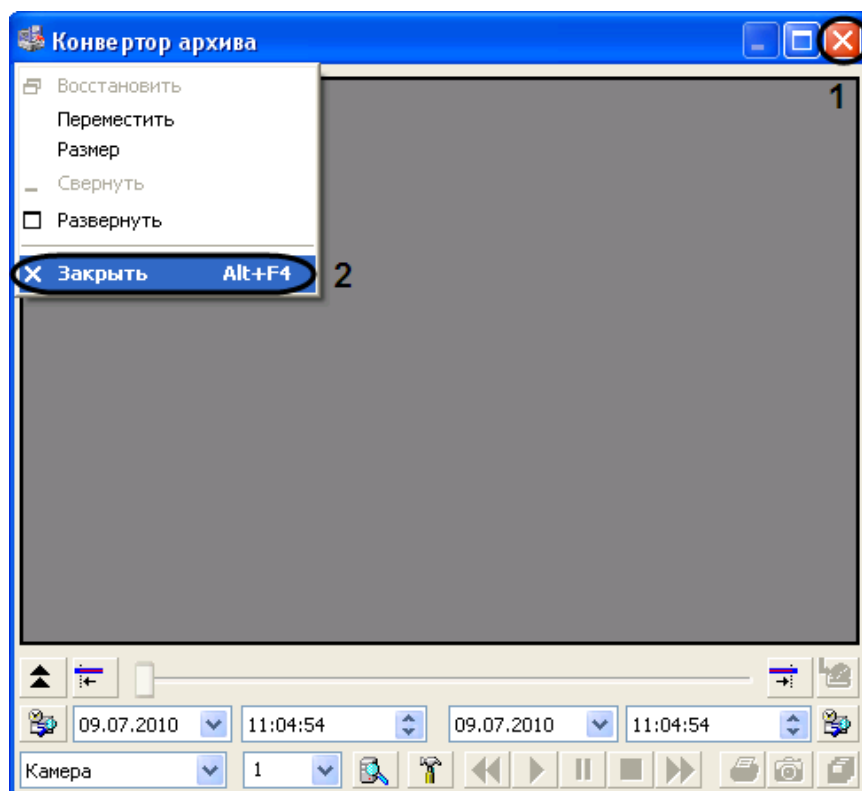 Конвертор архива
1
Восстановить
Переместить
Размер
Свернуть
Развернуть
Закрыть Alt+F4
2
09.07.2010 11:04:54 09.07.2010 11:04:54
Камера 1